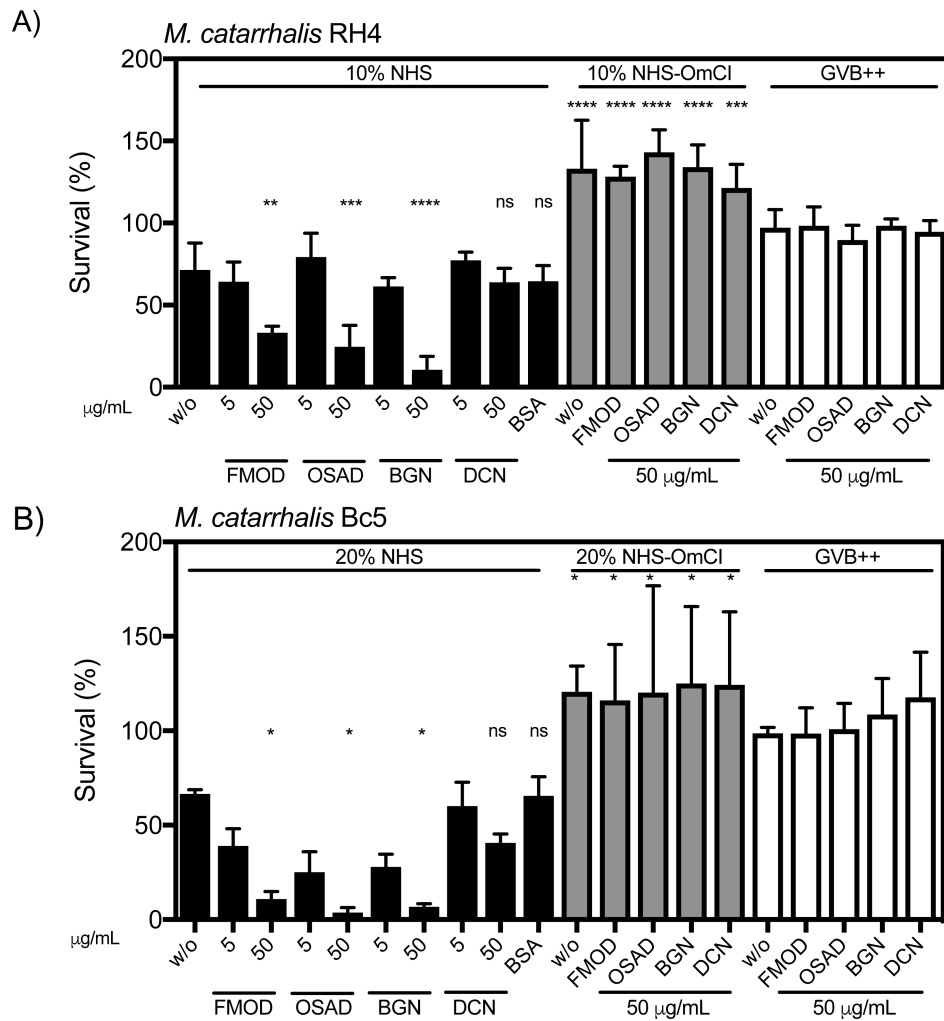 A)
M. catarrhalis RH4
200
10% NHS
10% NHS-OmCI
GVB++
**** **** **** **** ***
150
Survival (%)
** *** **** ns ns
100
50
0
μg/mL
w/o 5 50 5 50 5 50 5 50 BSA w/o FMOD OSAD BGN DCN w/o FMOD OSAD BGN DCN
FMOD OSAD BGN DCN 50 μg/mL 50 μg/mL
B)
M. catarrhalis Bc5
200
20% NHS
20% NHS-OmCI
GVB++
* * * * *
150
Survival (%)
* * * ns ns
100
50
0
μg/mL
w/o 5 50 5 50 5 50 5 50 BSA w/o FMOD OSAD BGN DCN w/o FMOD OSAD BGN DCN
FMOD OSAD BGN DCN 50 μg/mL 50 μg/mL